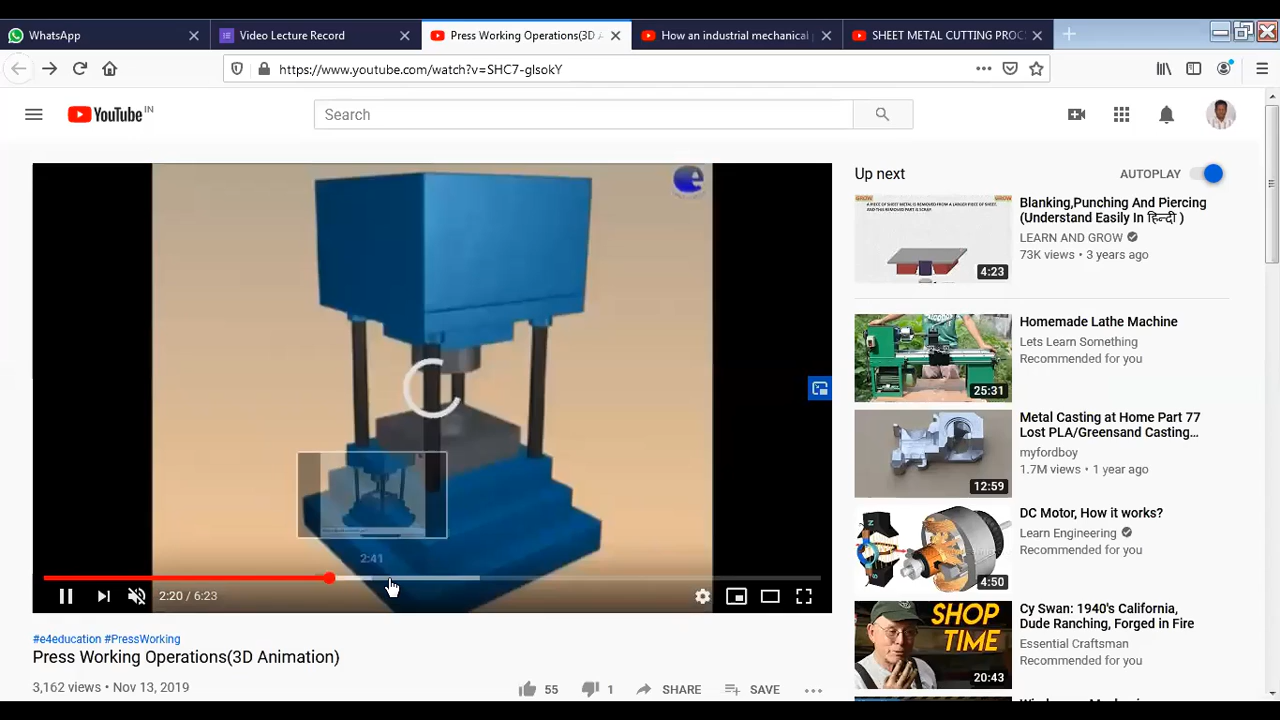 WhatsApp
Video Lecture Record
Press Working Operations(3D A
How an industrial mechanical
SHEET METAL CUTTING PROC
https://www.youtube.com/watch?v=SHC7-gIsokY
YouTube IN
Search
Up next
AUTOPLAY
Blanking,Punching And Piercing
(Understand Easily In हिन्दी )
LEARN AND GROW
73K views • 3 years ago
4:23
Homemade Lathe Machine
Lets Learn Something
Recommended for you
25:31
Metal Casting at Home Part 77
Lost PLA/Greensand Casting...
myfordboy
1.7M views • 1 year ago
12:59
DC Motor, How it works?
Learn Engineering
Recommended for you
4:50
SHOP
TIME
Cy Swan: 1940's California,
Dude Ranching, Forged in Fire
Essential Craftsman
Recommended for you
20:43
2:41
2:20 / 6:23
#e4education #PressWorking
Press Working Operations(3D Animation)
3,162 views • Nov 13, 2019
55
1
SHARE
SAVE